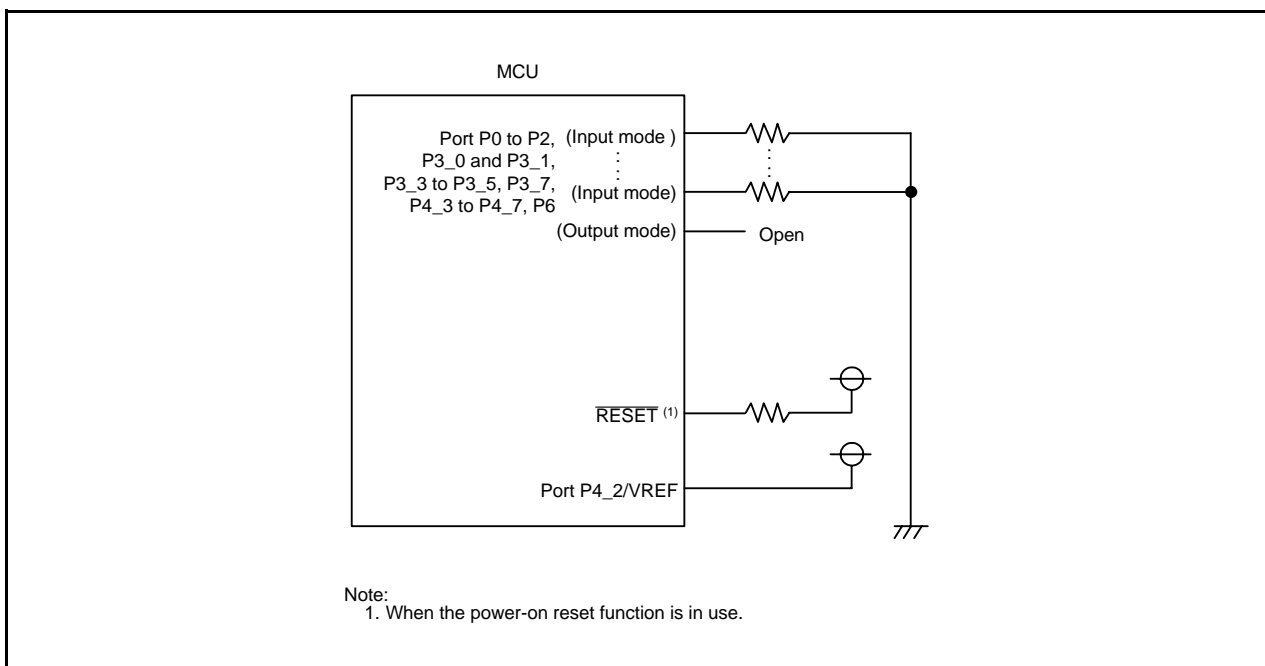 MCU
Port P0 to P2, (Input mode )
P3_0 and P3_1,
P3_3 to P3_5, P3_7,
(Input mode)
P4_3 to P4_7, P6
(Output mode)
Open
RESET (1)
Port P4_2/VREF
Note:
1. When the power-on reset function is in use.